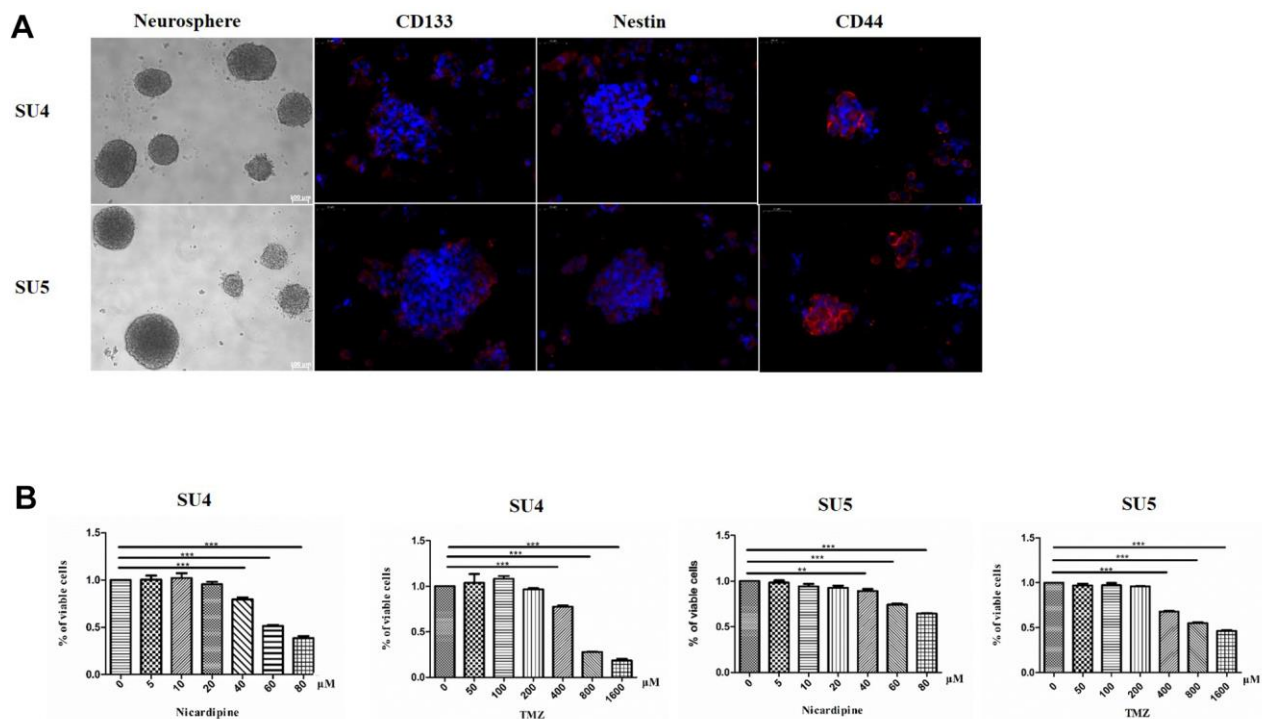 A
Neurosphere CD133 Nestin CD44
SU4
SU5
B
SU4
% of viable cells
1.5
1.0
0.5
0.0
***
***
***
0 5 10 20 40 60 80 µM
Nicardipine
SU4
% of viable cells
1.5
1.0
0.5
0.0
***
***
***
0 50 100 200 400 800 1600 µM
TMZ
SU5
% of viable cells
1.5
1.0
0.5
0.0
***
***
**
0 5 10 20 40 60 80 µM
Nicardipine
SU5
% of viable cells
1.5
1.0
0.5
0.0
***
***
***
0 50 100 200 400 800 1600 µM
TMZ